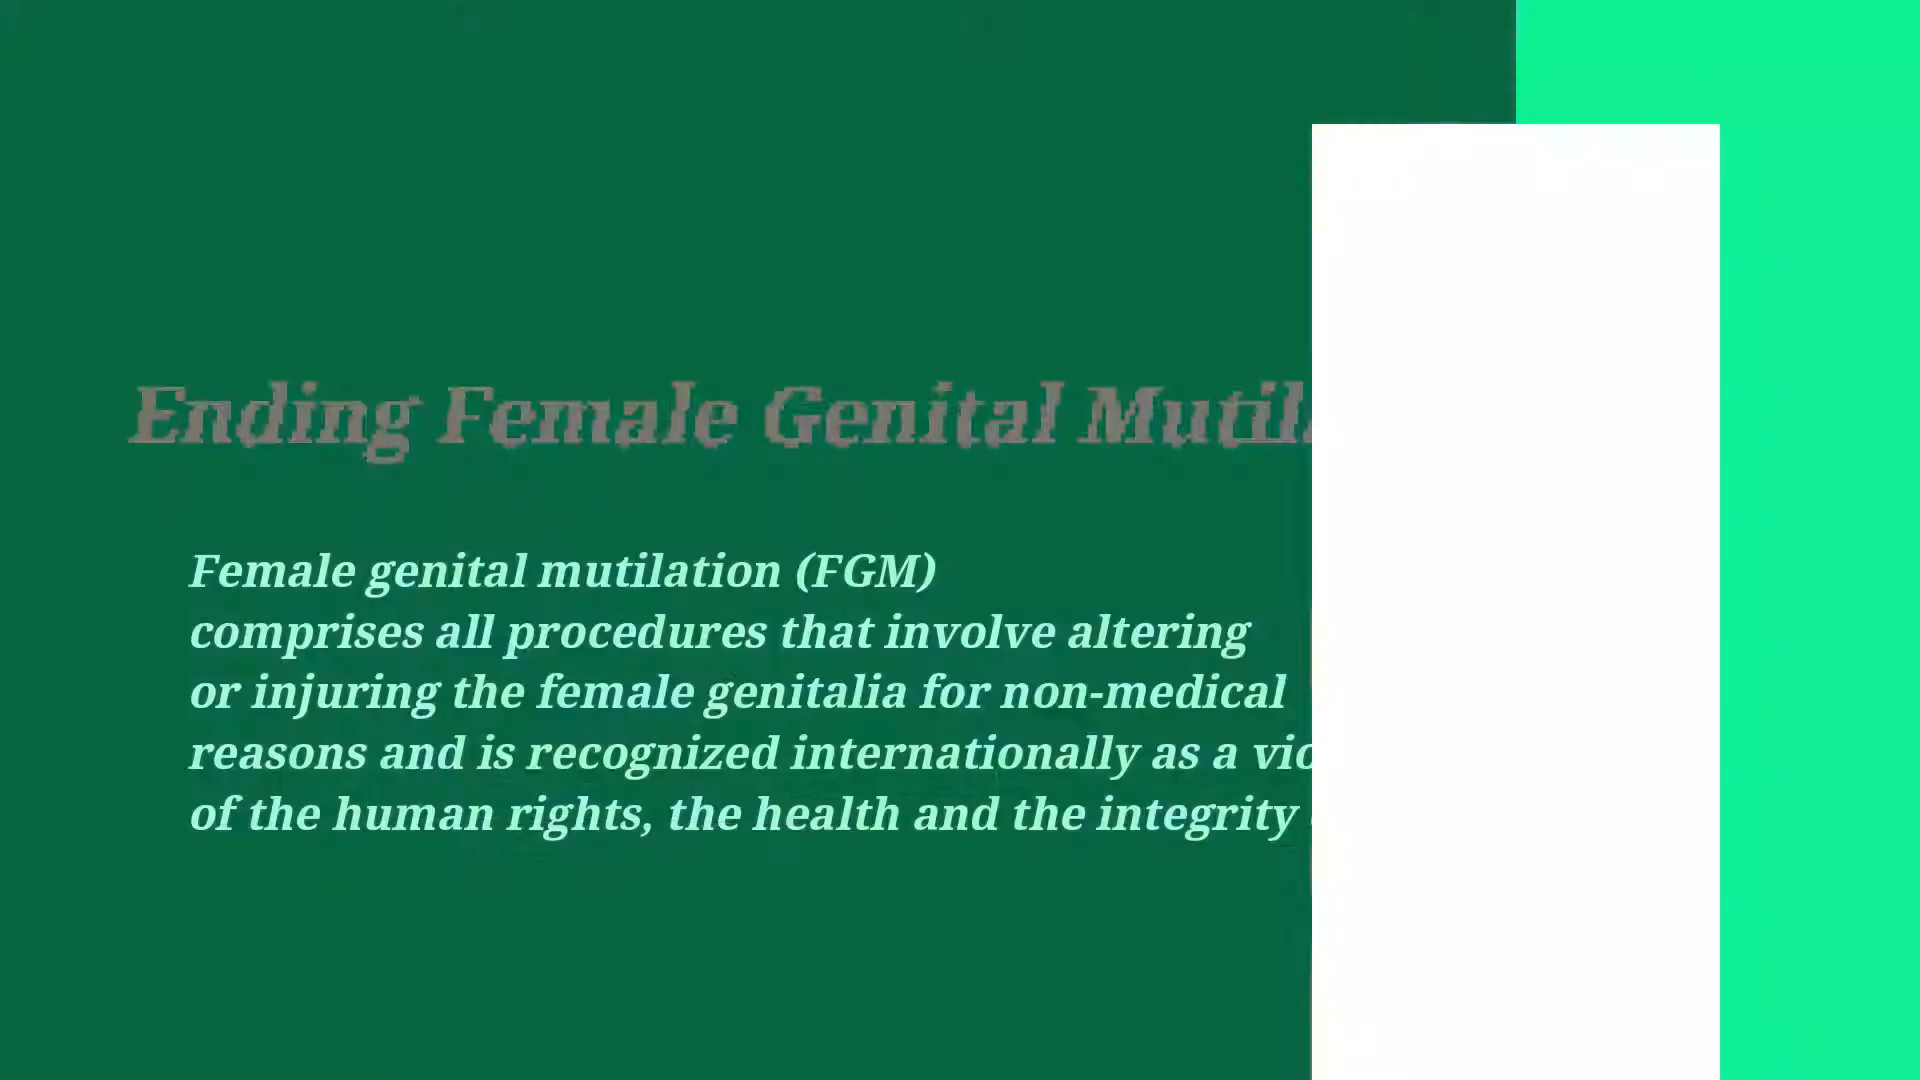 Ending Female Genital
Female genital mutilation (FGM)
comprises all procedures that involve altering
or injuring the female genitalia for non-medical
reasons and is recognized internationally as a
of the human rights, the health and the integrity